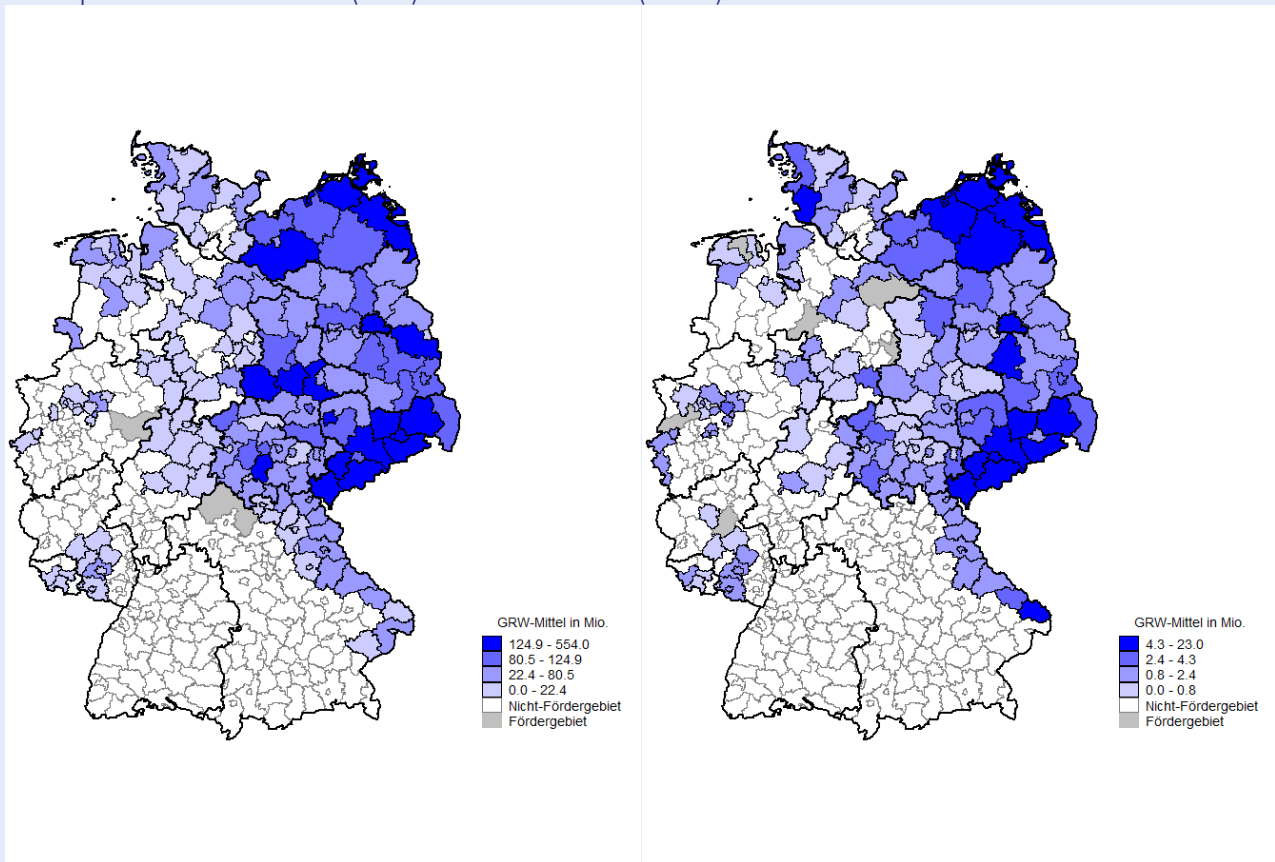 GRW-Mittel in Mio.
124.9 - 554.0
80.5 - 124.9
22.4 - 80.5
0.0 - 22.4
Nicht-Fördergebiet
Fördergebiet
GRW-Mittel in Mio.
4.3 - 23.0
2.4 - 4.3
0.8 - 2.4
0.0 - 0.8
Nicht-Fördergebiet
Fördergebiet